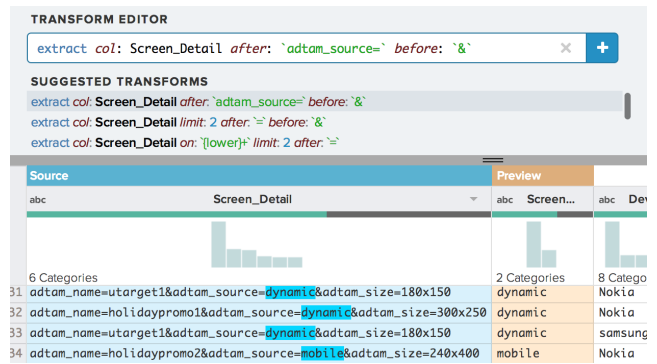 TRANSFORM EDITOR
extract col: Screen_Detail after: `adtam_source=` before: `&`
SUGGESTED TRANSFORMS
extract col: Screen_Detail after: `adtam_source=` before: `&`
extract col: Screen_Detail limit: 2 after: `=` before: `&`
extract col: Screen_Detail on: `{lower}+` limit: 2 after: `=`
Source Preview
abc Screen_Detail abc Screen... abc Dev
6 Categories 2 Categories 8 Catego
31 adtam_name=utarget1&adtam_source=dynamic&adtam_size=180x150 dynamic Nokia
32 adtam_name=holidaypromo1&adtam_source=dynamic&adtam_size=300x250 dynamic Nokia
33 adtam_name=utarget1&adtam_source=dynamic&adtam_size=180x150 dynamic samsung
34 adtam_name=holidaypromo2&adtam_source=mobile&adtam_size=240x400 mobile Nokia